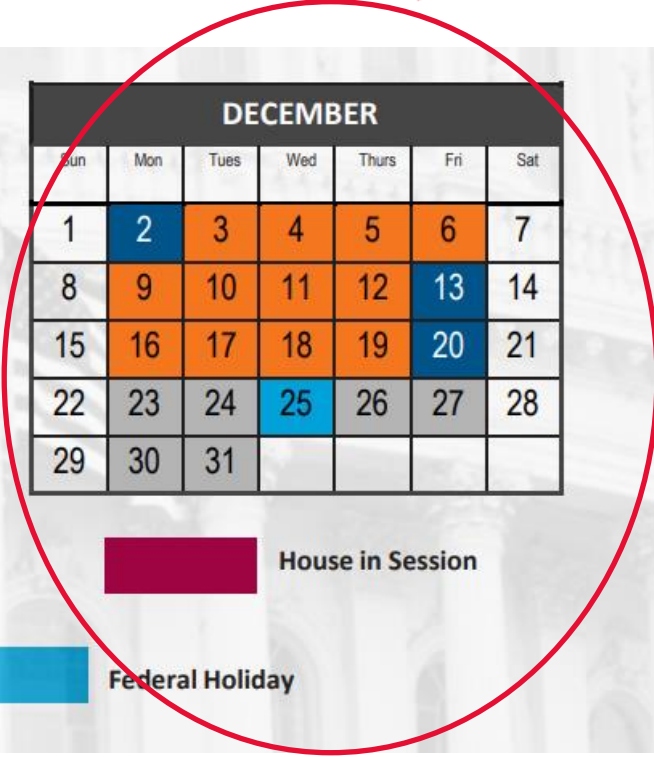 DECEMBER
Sun Mon Tues Wed Thurs Fri Sat
1 2 3 4 5 6 7
8 9 10 11 12 13 14
15 16 17 18 19 20 21
22 23 24 25 26 27 28
29 30 31
House in Session
Federal Holiday